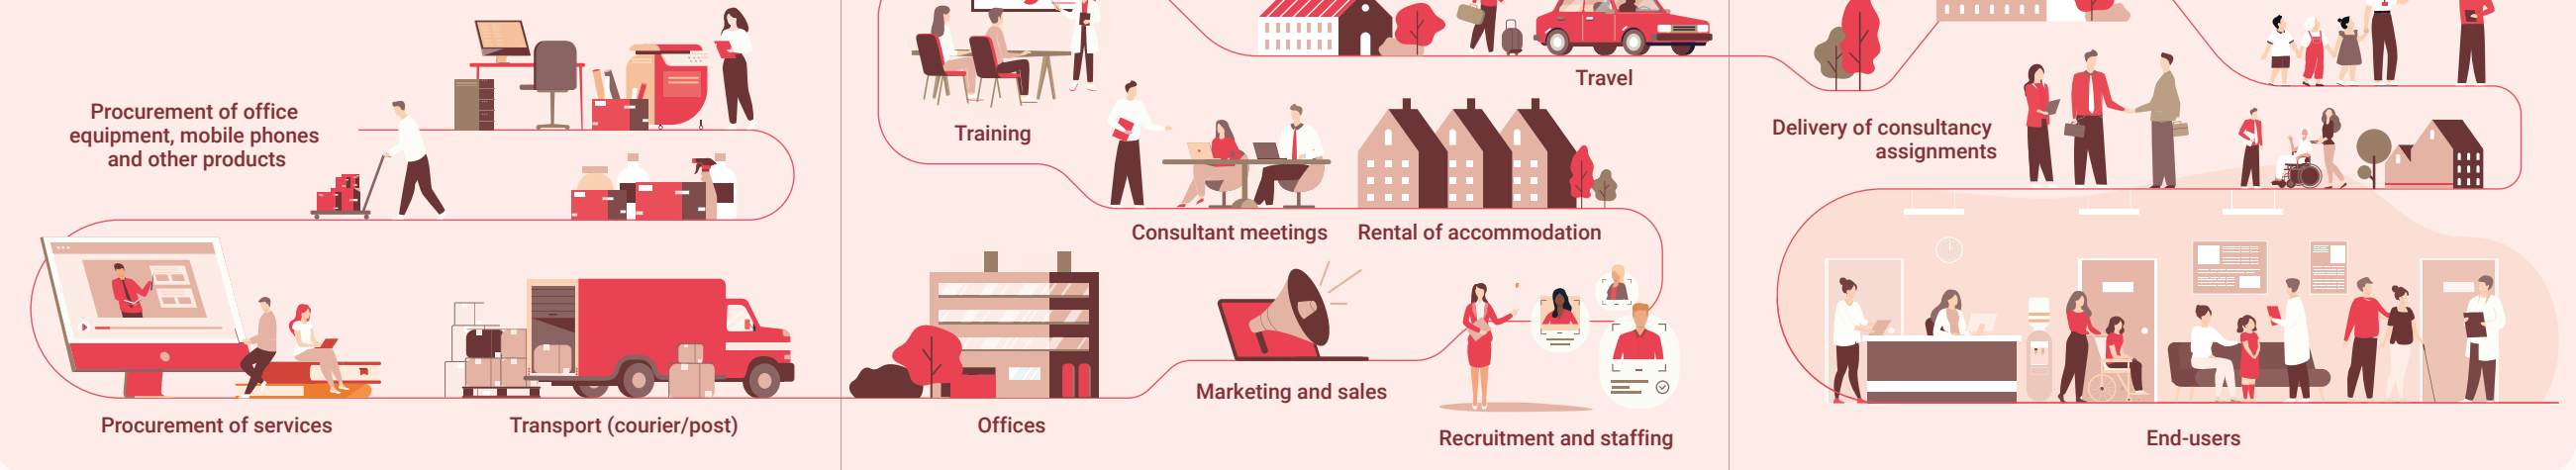 Procurement of office
equipment, mobile phones
and other products
Procurement of services
Transport (courier/post)
Training
Travel
Consultant meetings
Rental of accommodation
Offices
Marketing and sales
Recruitment and staffing
Delivery of consultancy
assignments
End-users